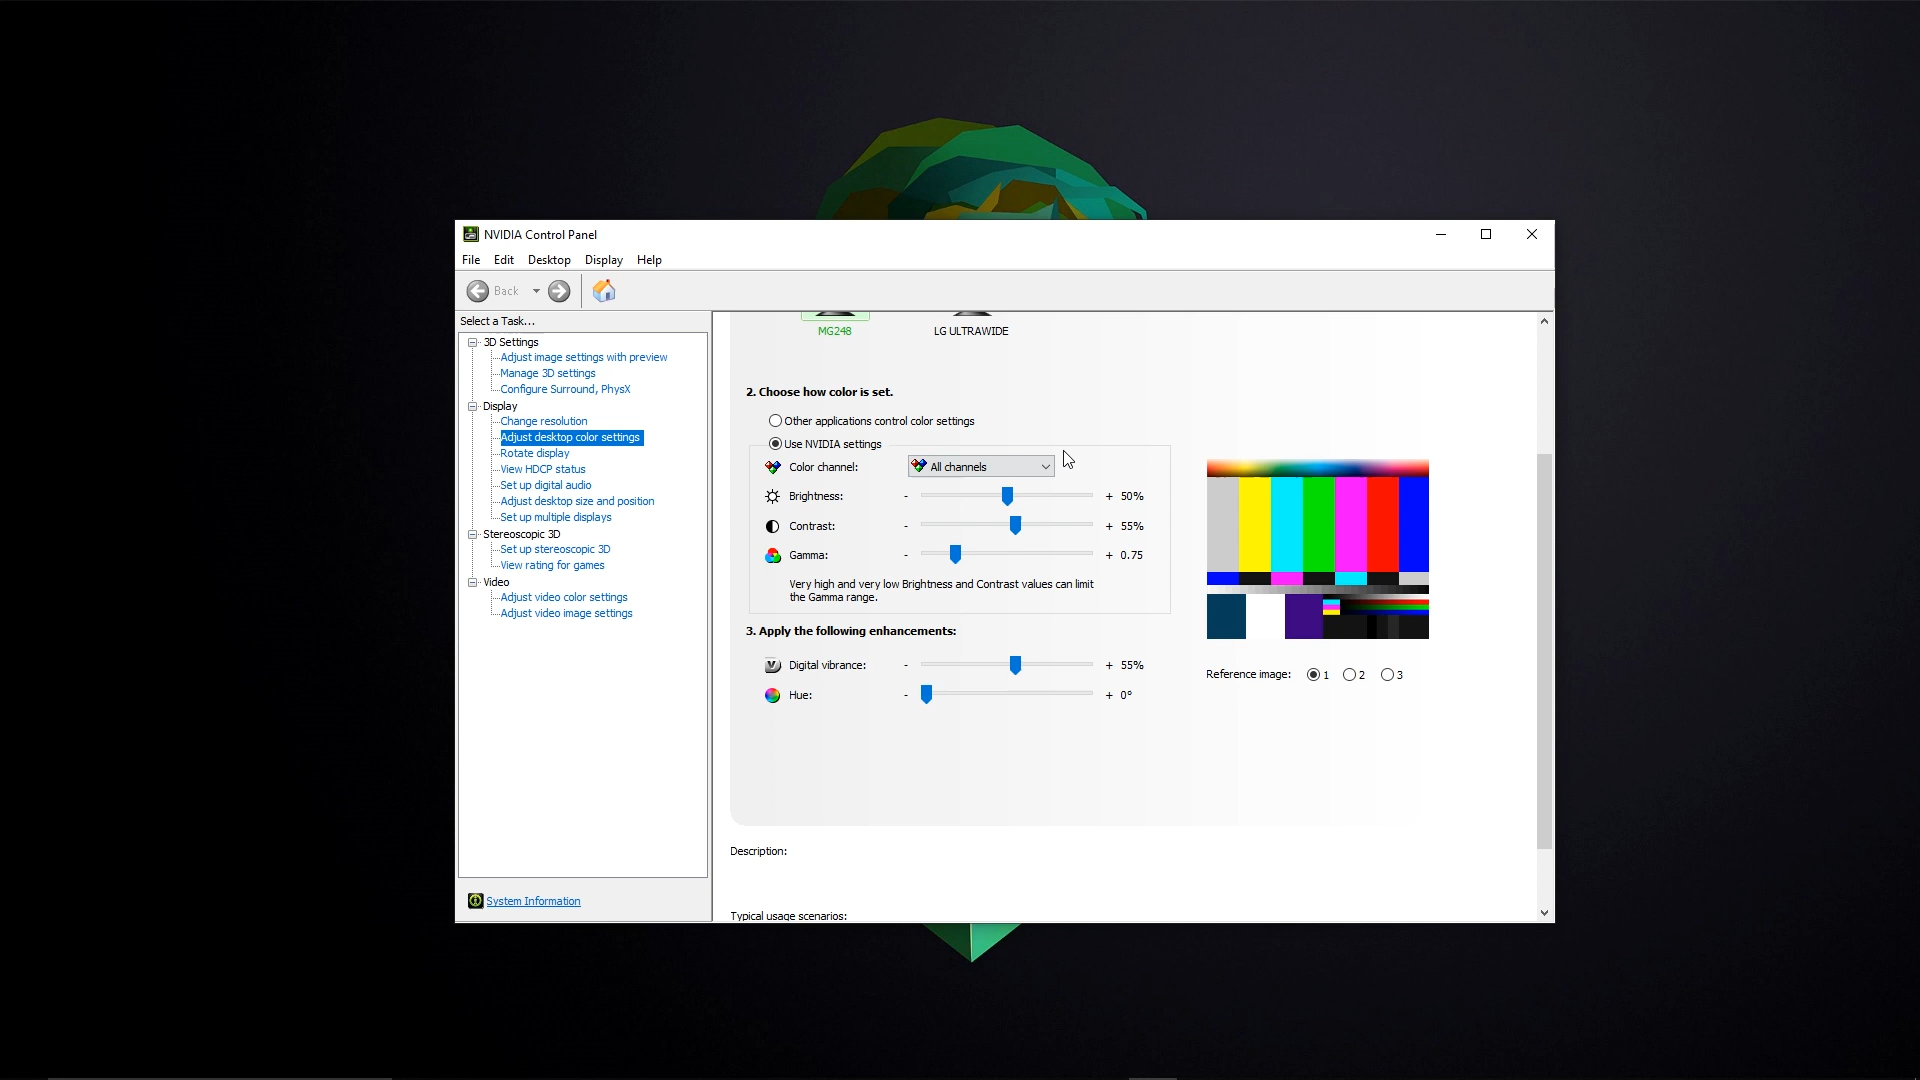 NVIDIA Control Panel
File Edit Desktop Display Help
Back
Select a Task...
3D Settings
Adjust image settings with preview
Manage 3D settings
Configure Surround, PhysX
Display
Change resolution
Adjust desktop color settings
Rotate display
View HDCP status
Set up digital audio
Adjust desktop size and position
Set up multiple displays
Stereoscopic 3D
Set up stereoscopic 3D
View rating for games
Video
Adjust video color settings
Adjust video image settings
System Information
MG248 LG ULTRAWIDE
2. Choose how color is set.
Other applications control color settings
Use NVIDIA settings
Color channel: All channels
Brightness: - + 50%
Contrast: - + 55%
Gamma: - + 0.75
Very high and very low Brightness and Contrast values can limit
the Gamma range.
3. Apply the following enhancements:
Digital vibrance: - + 55%
Hue: - + 0°
Reference image: 1 2 3
Description:
Typical usage scenarios: